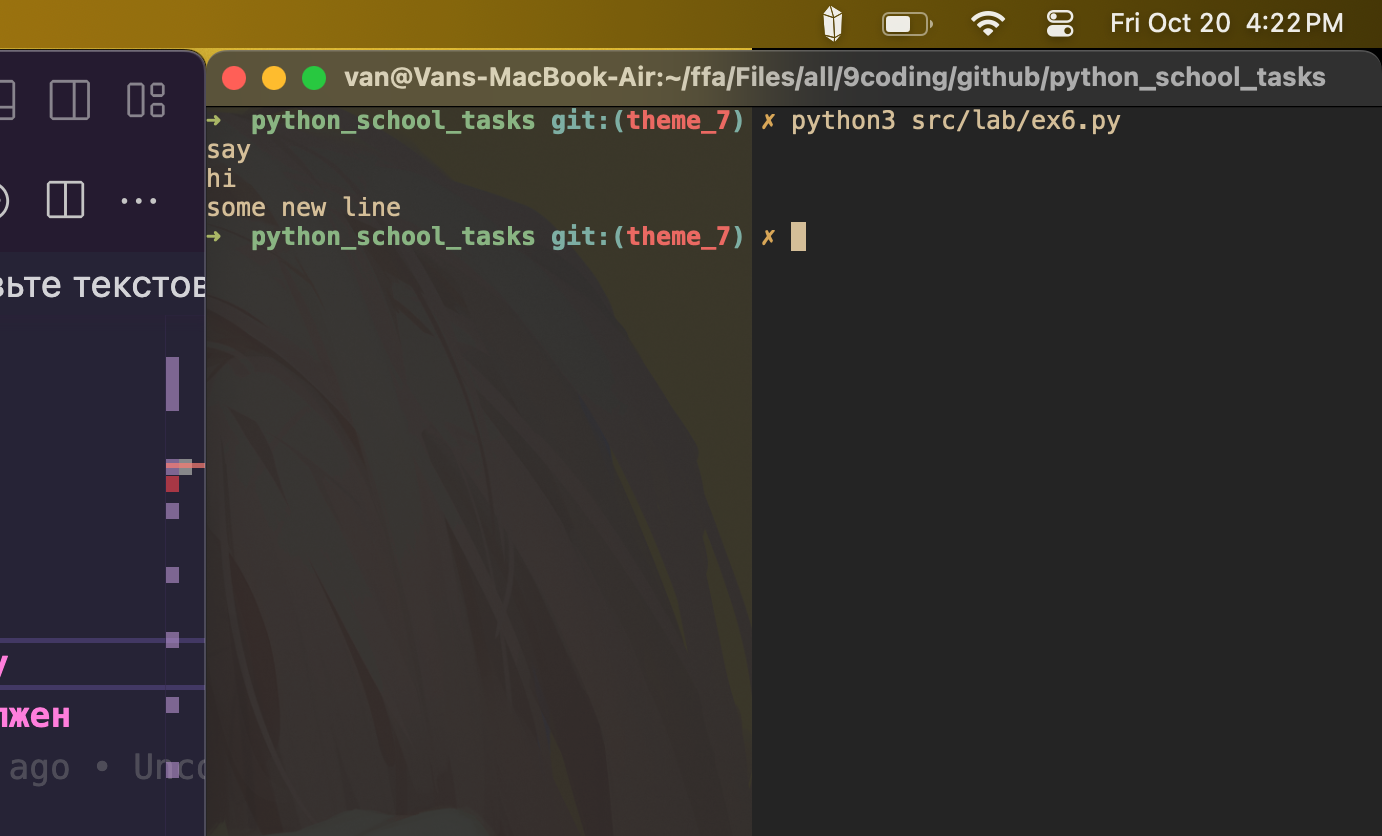 Fri Oct 20 4:22 PM
van@Vans-MacBook-Air:~/ffa/Files/all/9coding/github/python_school_tasks
➜ python_school_tasks git:(theme_7) ✗ python3 src/lab/ex6.py
say
hi
some new line
➜ python_school_tasks git:(theme_7) ✗
вьте текстов
у
лжен
ago • Unco